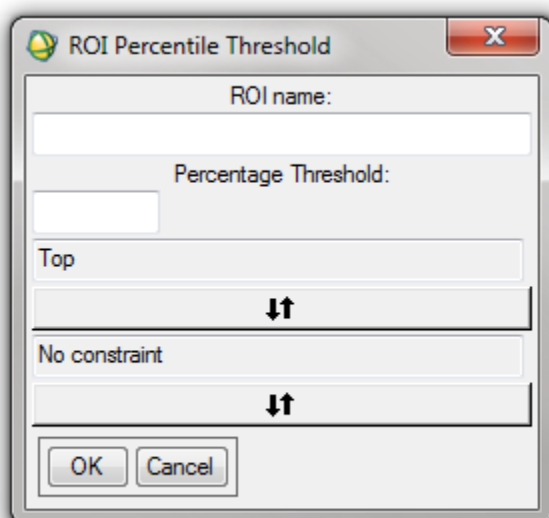 ROI Percentile Threshold
ROI name:
Percentage Threshold:
Top
No constraint
OK Cancel